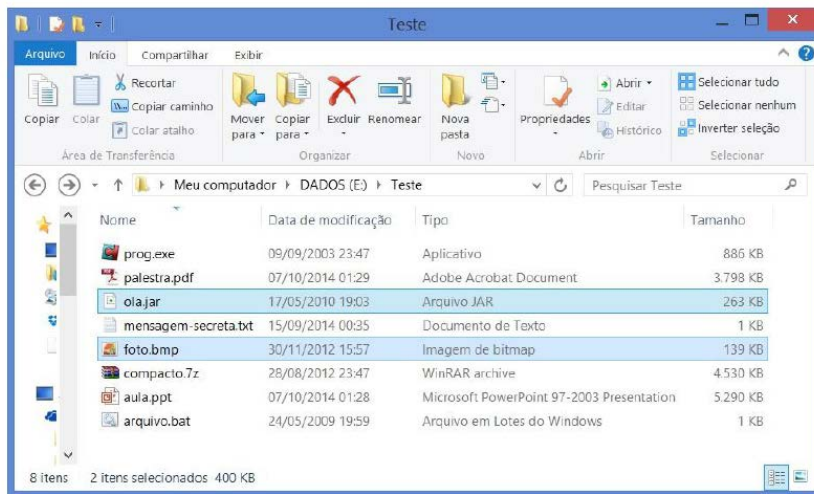 Teste
Arquivo Início Compartilhar Exibir
Copiar
Colar
Recortar
Copiar caminho
Colar atalho
Área de Transferência
Mover para
Copiar para
Excluir
Renomear
Organizar
Nova pasta
Novo
Propriedades
Abrir
Editar
Histórico
Abrir
Selecionar tudo
Selecionar nenhum
Inverter seleção
Selecionar
Meu computador DADOS (E:) Teste
Pesquisar Teste
Nome Data de modificação Tipo Tamanho
prog.exe 09/09/2003 23:47 Aplicativo 886 KB
palestra.pdf 07/10/2014 01:29 Adobe Acrobat Document 3.798 KB
ola.jar 17/05/2010 19:03 Arquivo JAR 263 KB
mensagem-secreta.txt 15/09/2014 00:35 Documento de Texto 1 KB
foto.bmp 30/11/2012 15:57 Imagem de bitmap 139 KB
compacto.7z 28/08/2012 23:47 WinRAR archive 4.530 KB
aula.ppt 07/10/2014 01:28 Microsoft PowerPoint 97-2003 Presentation 5.290 KB
arquivo.bat 24/05/2009 19:59 Arquivo em Lotes do Windows 1 KB
8 itens 2 itens selecionados 400 KB